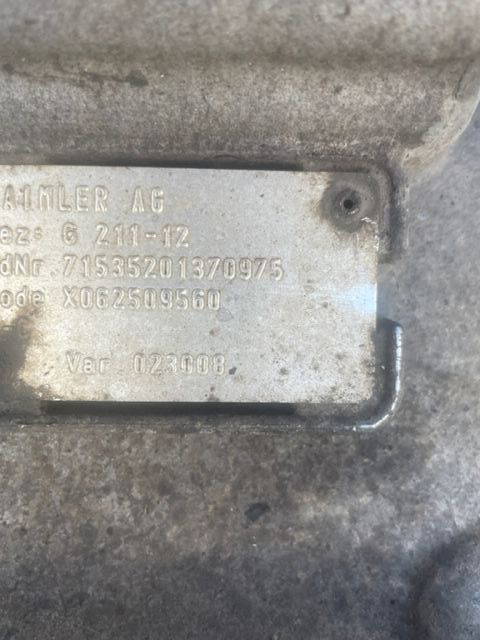 AIMLER AG
ez: G 211-12
dNr 71535201370975
ode X062509560
Var 023008